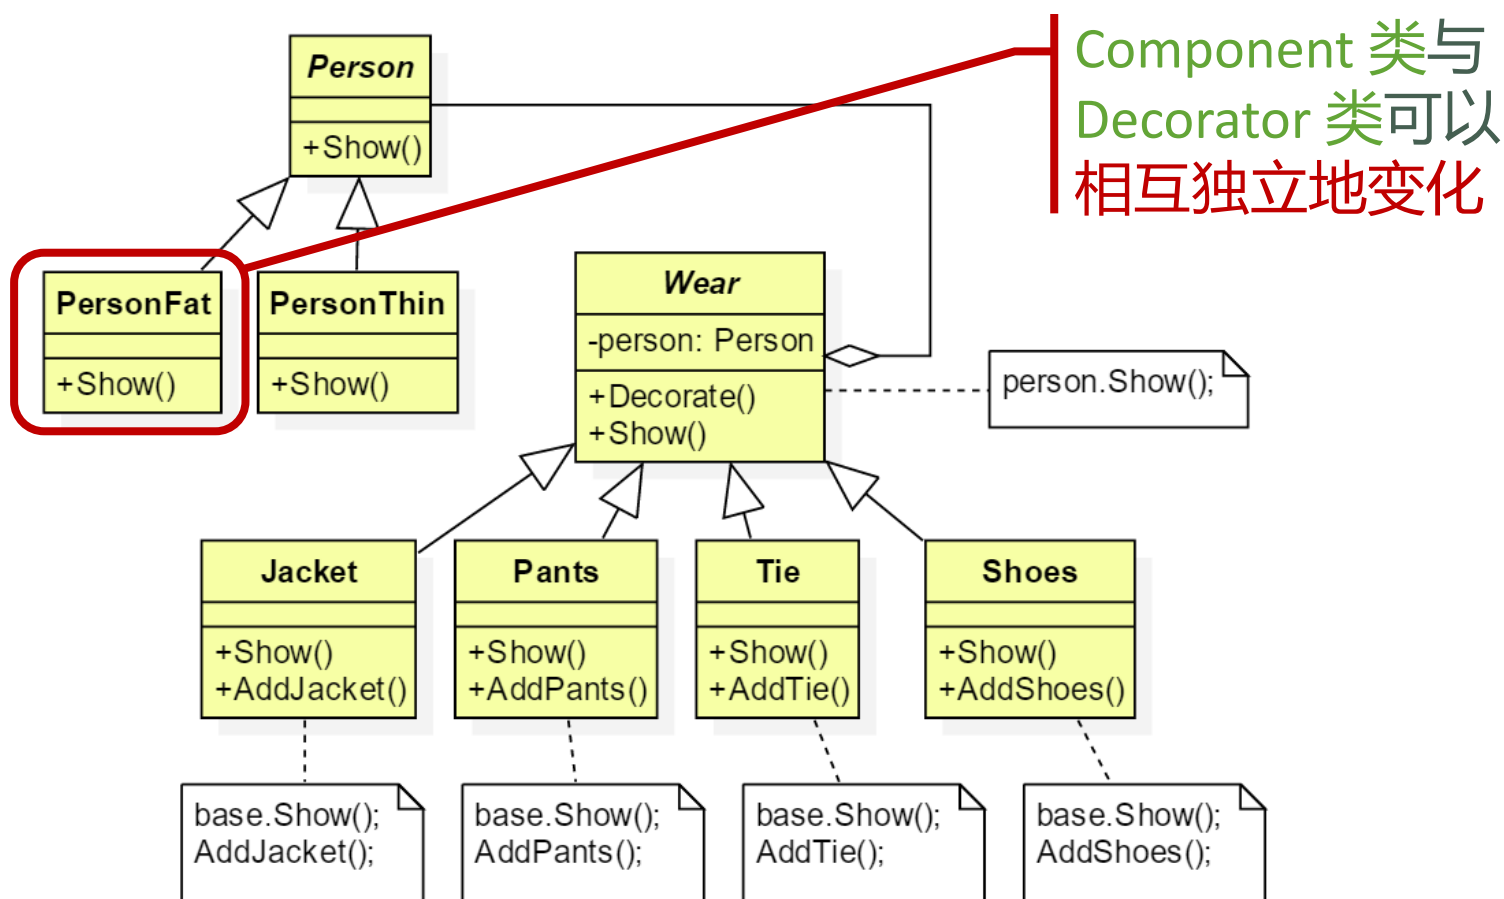 Component 类与
Decorator 类可以
相互独立地变化
Person
+Show()
PersonFat
+Show()
PersonThin
+Show()
Wear
-person: Person
+Decorate()
+Show()
person.Show();
Jacket
+Show()
+AddJacket()
Pants
+Show()
+AddPants()
Tie
+Show()
+AddTie()
Shoes
+Show()
+AddShoes()
base.Show();
AddJacket();
base.Show();
AddPants();
base.Show();
AddTie();
base.Show();
AddShoes();